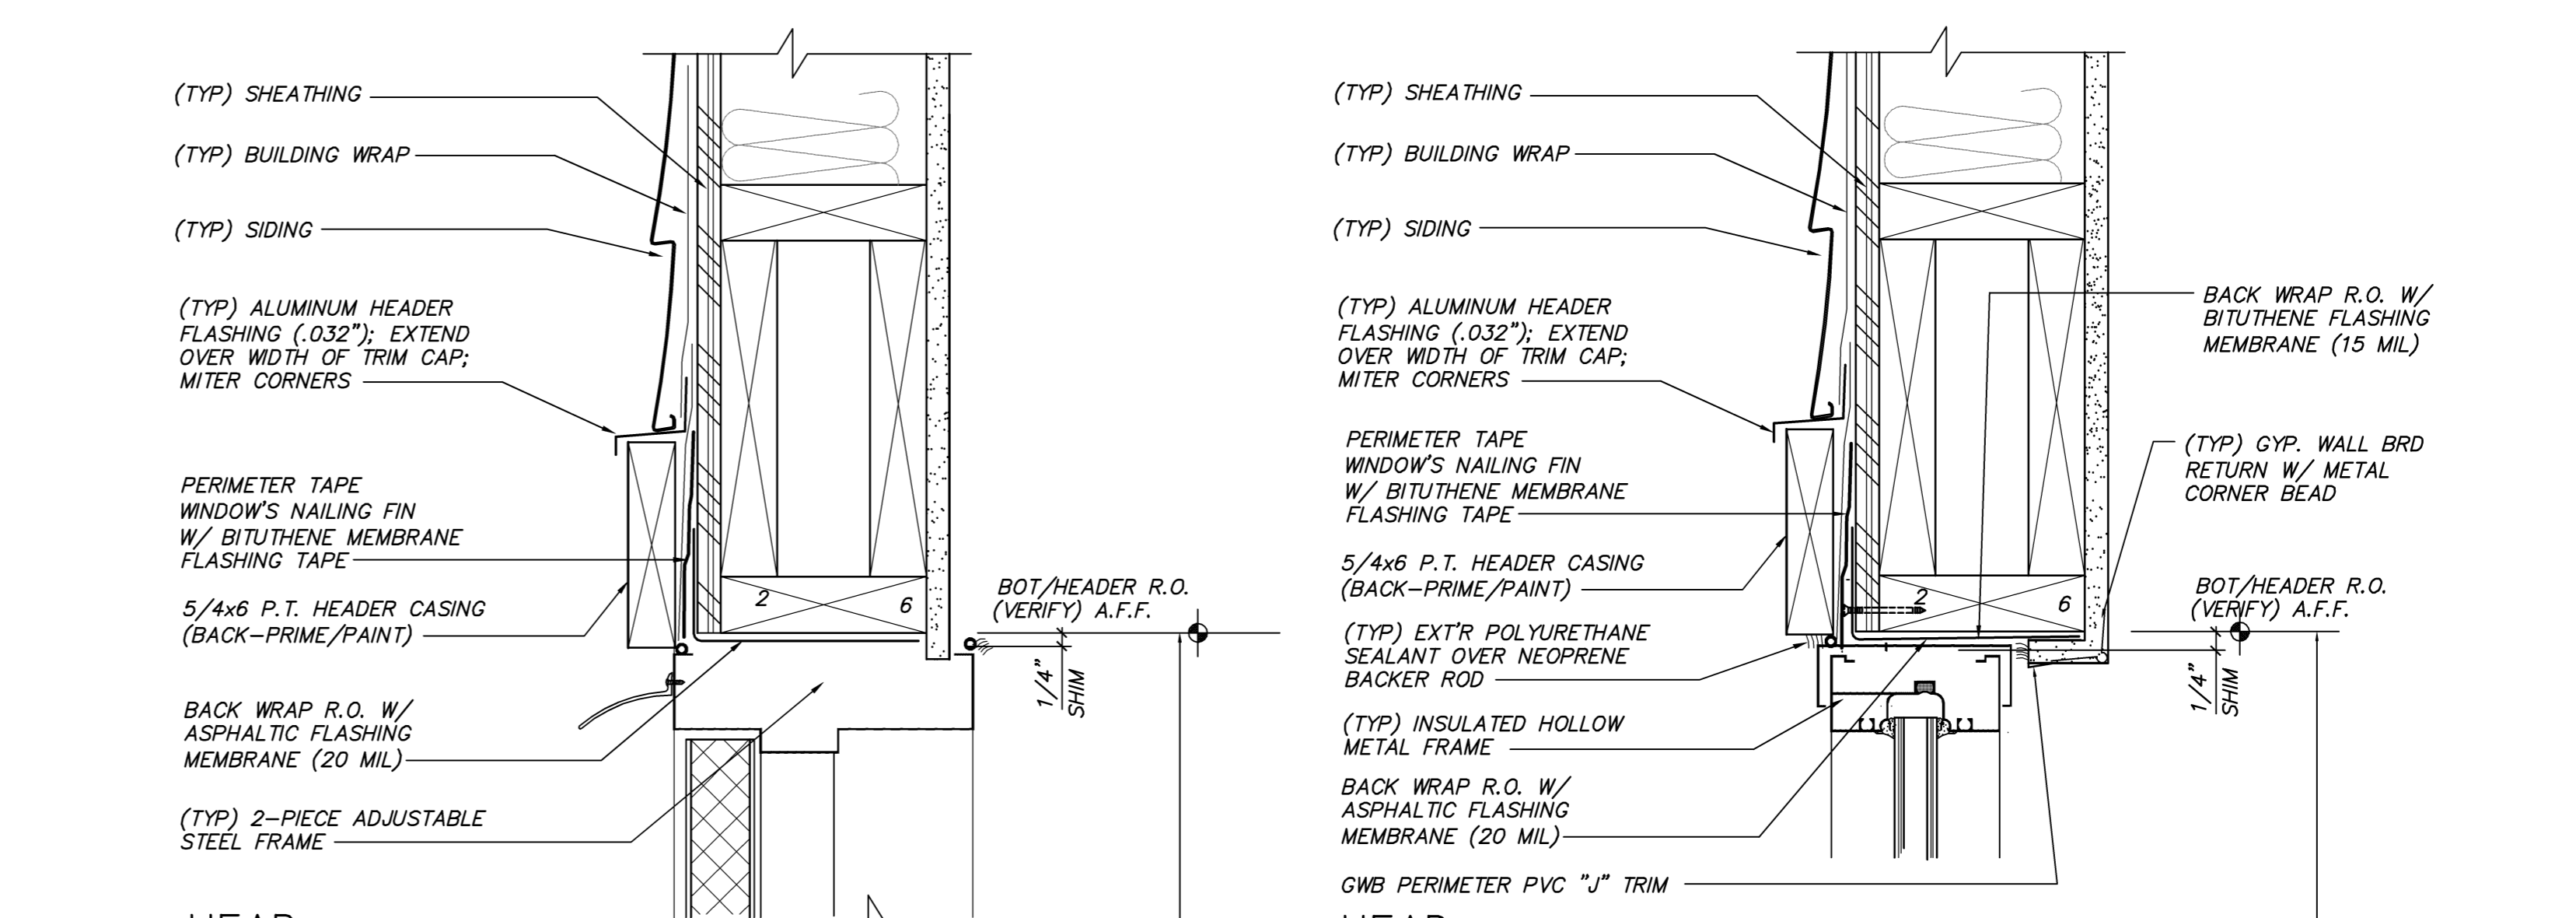 (TYP) SHEATHING
(TYP) BUILDING WRAP
(TYP) SIDING
(TYP) ALUMINUM HEADER
FLASHING (.032"); EXTEND
OVER WIDTH OF TRIM CAP;
MITER CORNERS
PERIMETER TAPE
WINDOW'S NAILING FIN
W/ BITUTHENE MEMBRANE
FLASHING TAPE
5/4x6 P.T. HEADER CASING
(BACK-PRIME/PAINT)
BACK WRAP R.O. W/
ASPHALTIC FLASHING
MEMBRANE (20 MIL)
(TYP) 2-PIECE ADJUSTABLE
STEEL FRAME
2 6
BOT/HEADER R.O.
(VERIFY) A.F.F.
1/4"
SHIM
HEAD
(TYP) SHEATHING
(TYP) BUILDING WRAP
(TYP) SIDING
(TYP) ALUMINUM HEADER
FLASHING (.032"); EXTEND
OVER WIDTH OF TRIM CAP;
MITER CORNERS
PERIMETER TAPE
WINDOW'S NAILING FIN
W/ BITUTHENE MEMBRANE
FLASHING TAPE
5/4x6 P.T. HEADER CASING
(BACK-PRIME/PAINT)
(TYP) EXT'R POLYURETHANE
SEALANT OVER NEOPRENE
BACKER ROD
(TYP) INSULATED HOLLOW
METAL FRAME
BACK WRAP R.O. W/
ASPHALTIC FLASHING
MEMBRANE (20 MIL)
GWB PERIMETER PVC "J" TRIM
2 6
BACK WRAP R.O. W/
BITUTHENE FLASHING
MEMBRANE (15 MIL)
(TYP) GYP. WALL BRD
RETURN W/ METAL
CORNER BEAD
BOT/HEADER R.O.
(VERIFY) A.F.F.
1/4"
SHIM
HEAD